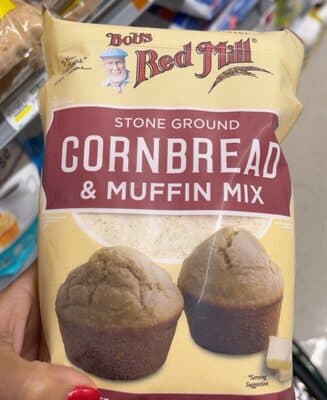 Bob's
Red Mill®
STONE GROUND
CORNBREAD
& MUFFIN MIX
*Serving
Suggestion